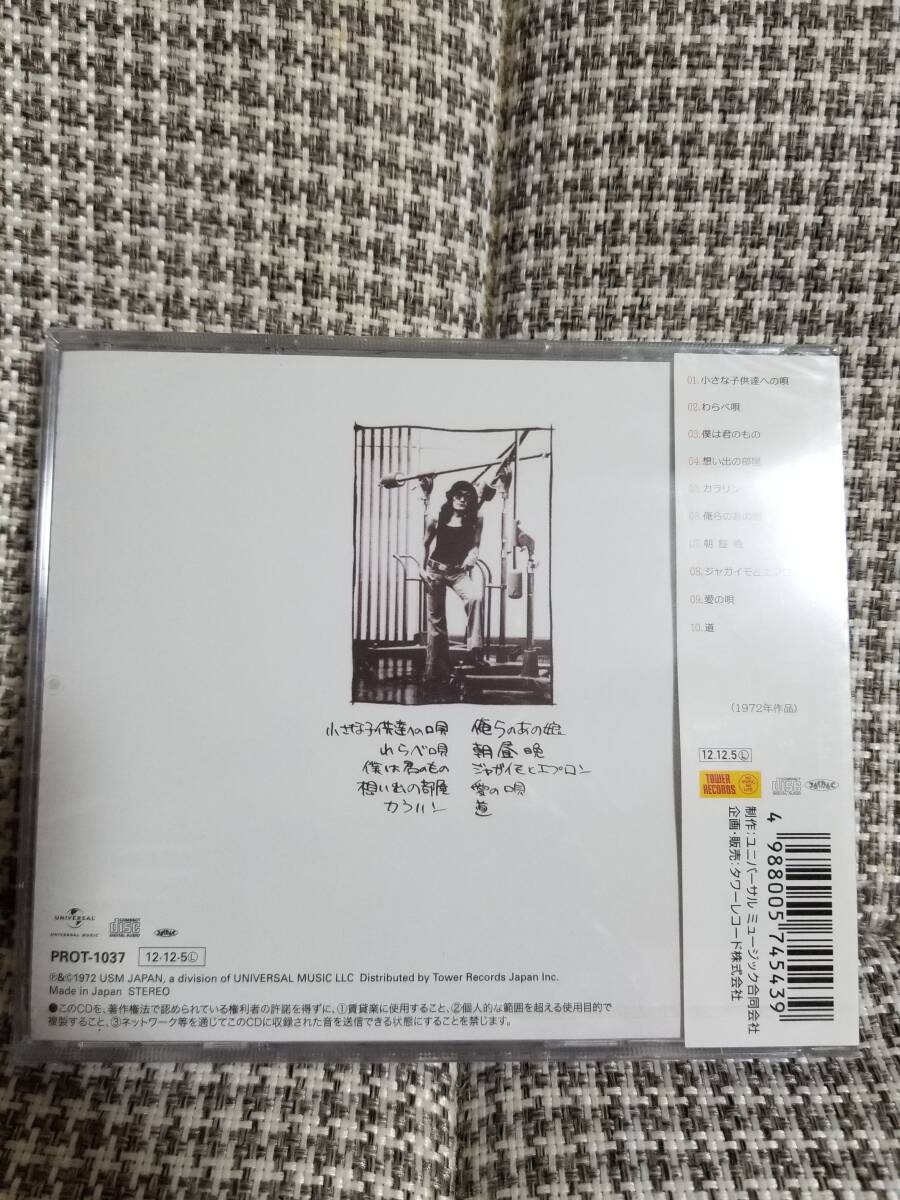 小さな子供達への唄 俺らのあの娘
わらべ唄 朝昼晩
僕は君のもの ジャガイモとエプロン
想い出の部屋 愛の唄
カラリン 道
UNIVERSAL
UNIVERSAL MUSIC
COMPACT
disc
DIGITAL AUDIO
PROT-1037 12·12·5Ⓛ
℗&©1972 USM JAPAN, a division of UNIVERSAL MUSIC LLC Distributed by Tower Records Japan Inc.
Made in Japan STEREO
●このCDを、著作権法で認められている権利者の許諾を得ずに、①賃貸業に使用すること、②個人的な範囲を超える使用目的で
複製すること、③ネットワーク等を通じてこのCDに収録された音を送信できる状態にすることを禁じます。
01.小さな子供達への唄
02.わらべ唄
03.僕は君のもの
04.想い出の部屋
05.カラリン
06.俺らのあの娘
07.朝 昼 晩
08.ジャガイモとエプロン
09.愛の唄
10.道
(1972年作品)
12.12.5Ⓛ
TOWER
RECORDS
NO MUSIC NO LIFE
disc
制作:ユニバーサル ミュージック合同会社
企画・販売:タワーレコード株式会社
4 988005 745439